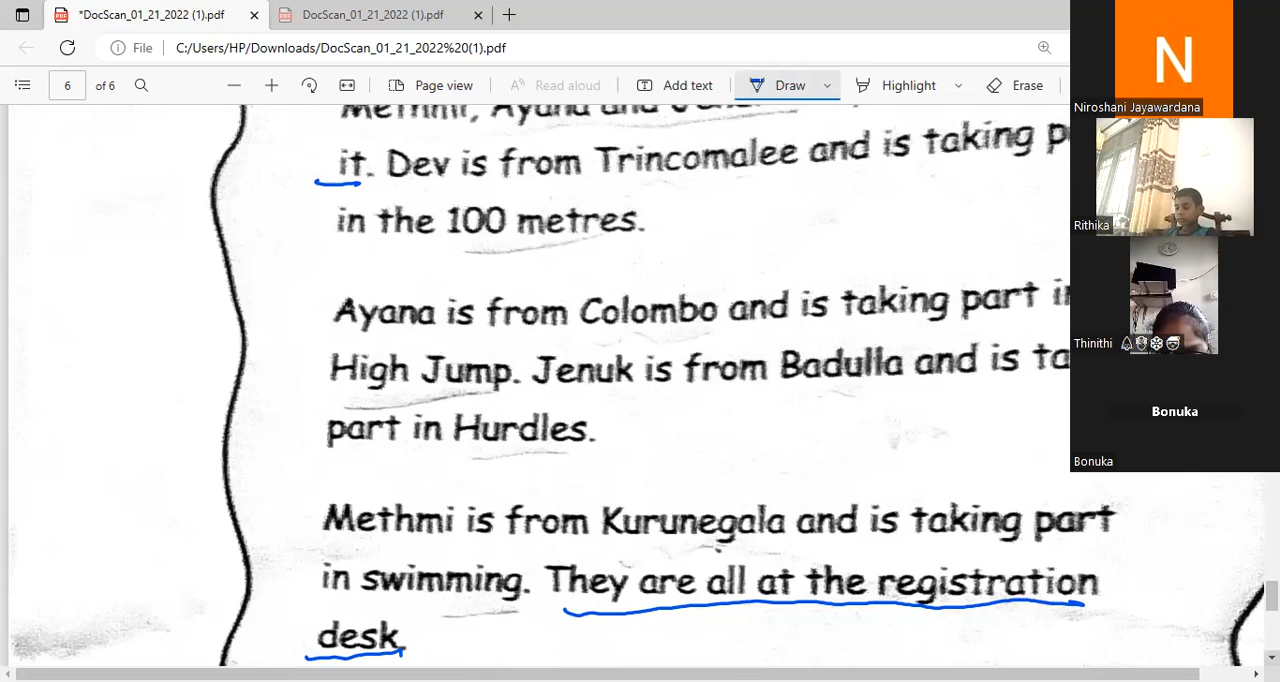 *DocScan_01_21_2022 (1).pdf
DocScan_01_21_2022 (1).pdf
File
C:/Users/HP/Downloads/DocScan_01_21_2022%20(1).pdf
6 of 6
Page view
Read aloud
Add text
Draw
Highlight
Erase
Methmi, Ayana and
it. Dev is from Trincomalee and is taking p
in the 100 metres.
Ayana is from Colombo and is taking part i
High Jump. Jenuk is from Badulla and is ta
part in Hurdles.
Methmi is from Kurunegala and is taking part
in swimming. They are all at the registration
desk.
N
Niroshani Jayawardana
Rithika
Thinithi
Bonuka
Bonuka